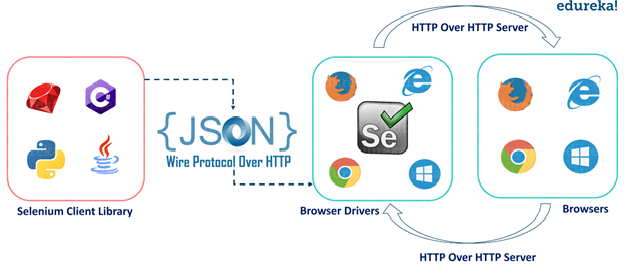 edureka!
HTTP Over HTTP Server
C#
{JSON}
Wire Protocol Over HTTP
Se
Selenium Client Library
Browser Drivers
Browsers
HTTP Over HTTP Server